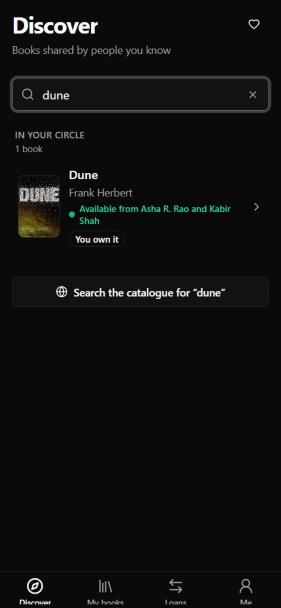 Discover
Books shared by people you know
dune
IN YOUR CIRCLE
1 book
DUNE
Dune
Frank Herbert
Available from Asha R. Rao and Kabir
Shah
You own it
Search the catalogue for “dune”
Discover
My books
Loans
Me